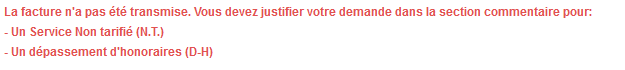 La facture n'a pas été transmise. Vous devez justifier votre demande dans la section commentaire pour:
- Un Service Non tarifié (N.T.)
- Un dépassement d'honoraires (D-H)